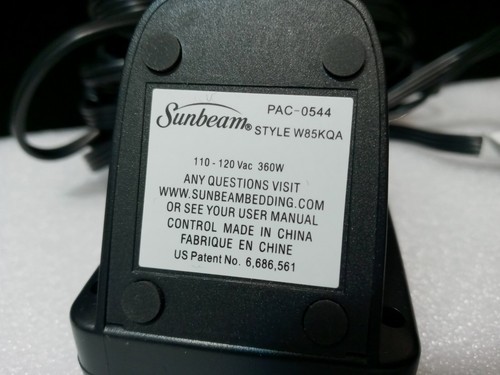 Sunbeam® PAC-0544
STYLE W85KQA
110-120 Vac 360W
ANY QUESTIONS VISIT
WWW.SUNBEAMBEDDING.COM
OR SEE YOUR USER MANUAL
CONTROL MADE IN CHINA
FABRIQUE EN CHINE
US Patent No. 6,686,561